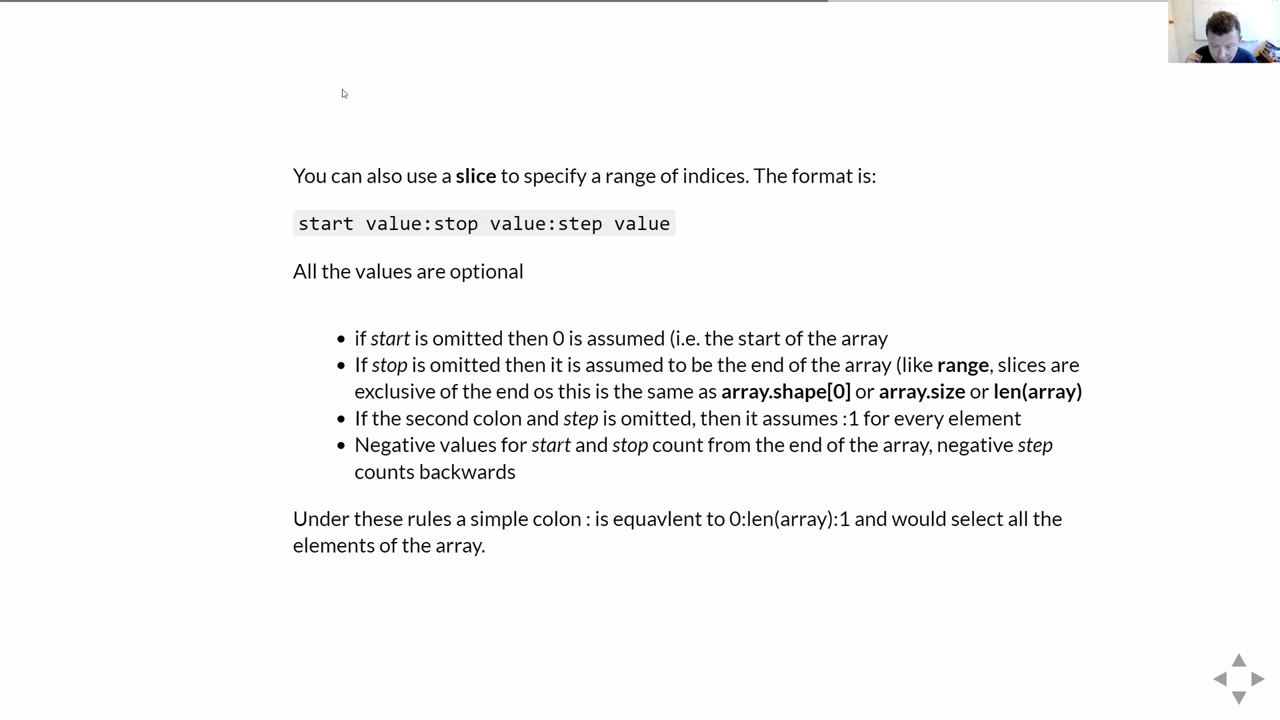 You can also use a slice to specify a range of indices. The format is:
start value:stop value:step value
All the values are optional
• if start is omitted then 0 is assumed (i.e. the start of the array
• If stop is omitted then it is assumed to be the end of the array (like range, slices are
exclusive of the end os this is the same as array.shape[0] or array.size or len(array)
• If the second colon and step is omitted, then it assumes :1 for every element
• Negative values for start and stop count from the end of the array, negative step
counts backwards
Under these rules a simple colon : is equavlent to 0:len(array):1 and would select all the
elements of the array.